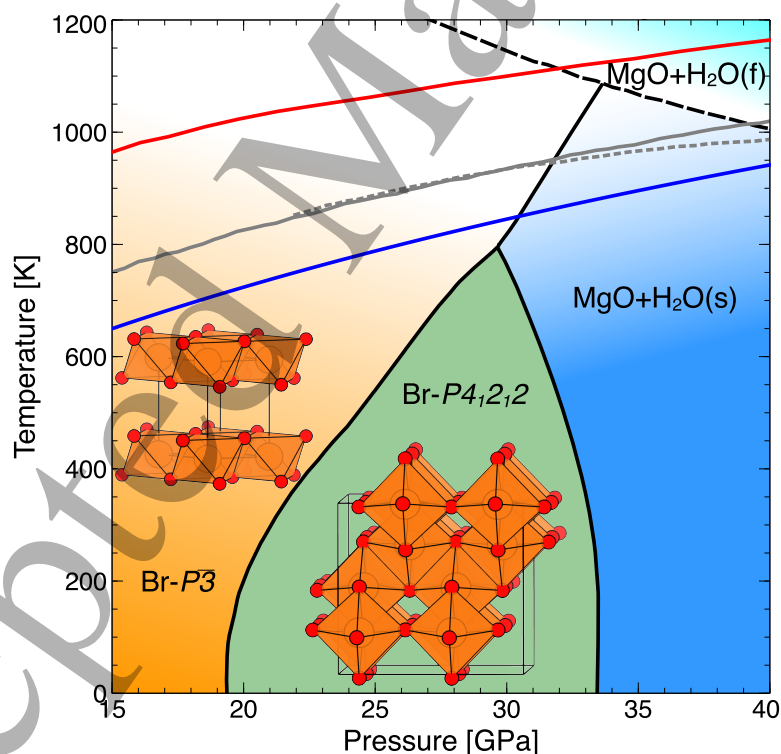 1200
1000
800
600
400
200
0
Temperature [K]
MgO+H₂O(f)
MgO+H₂O(s)
Br-P4₁2₁2
Br-P3̅
15 20 25 30 35 40
Pressure [GPa]